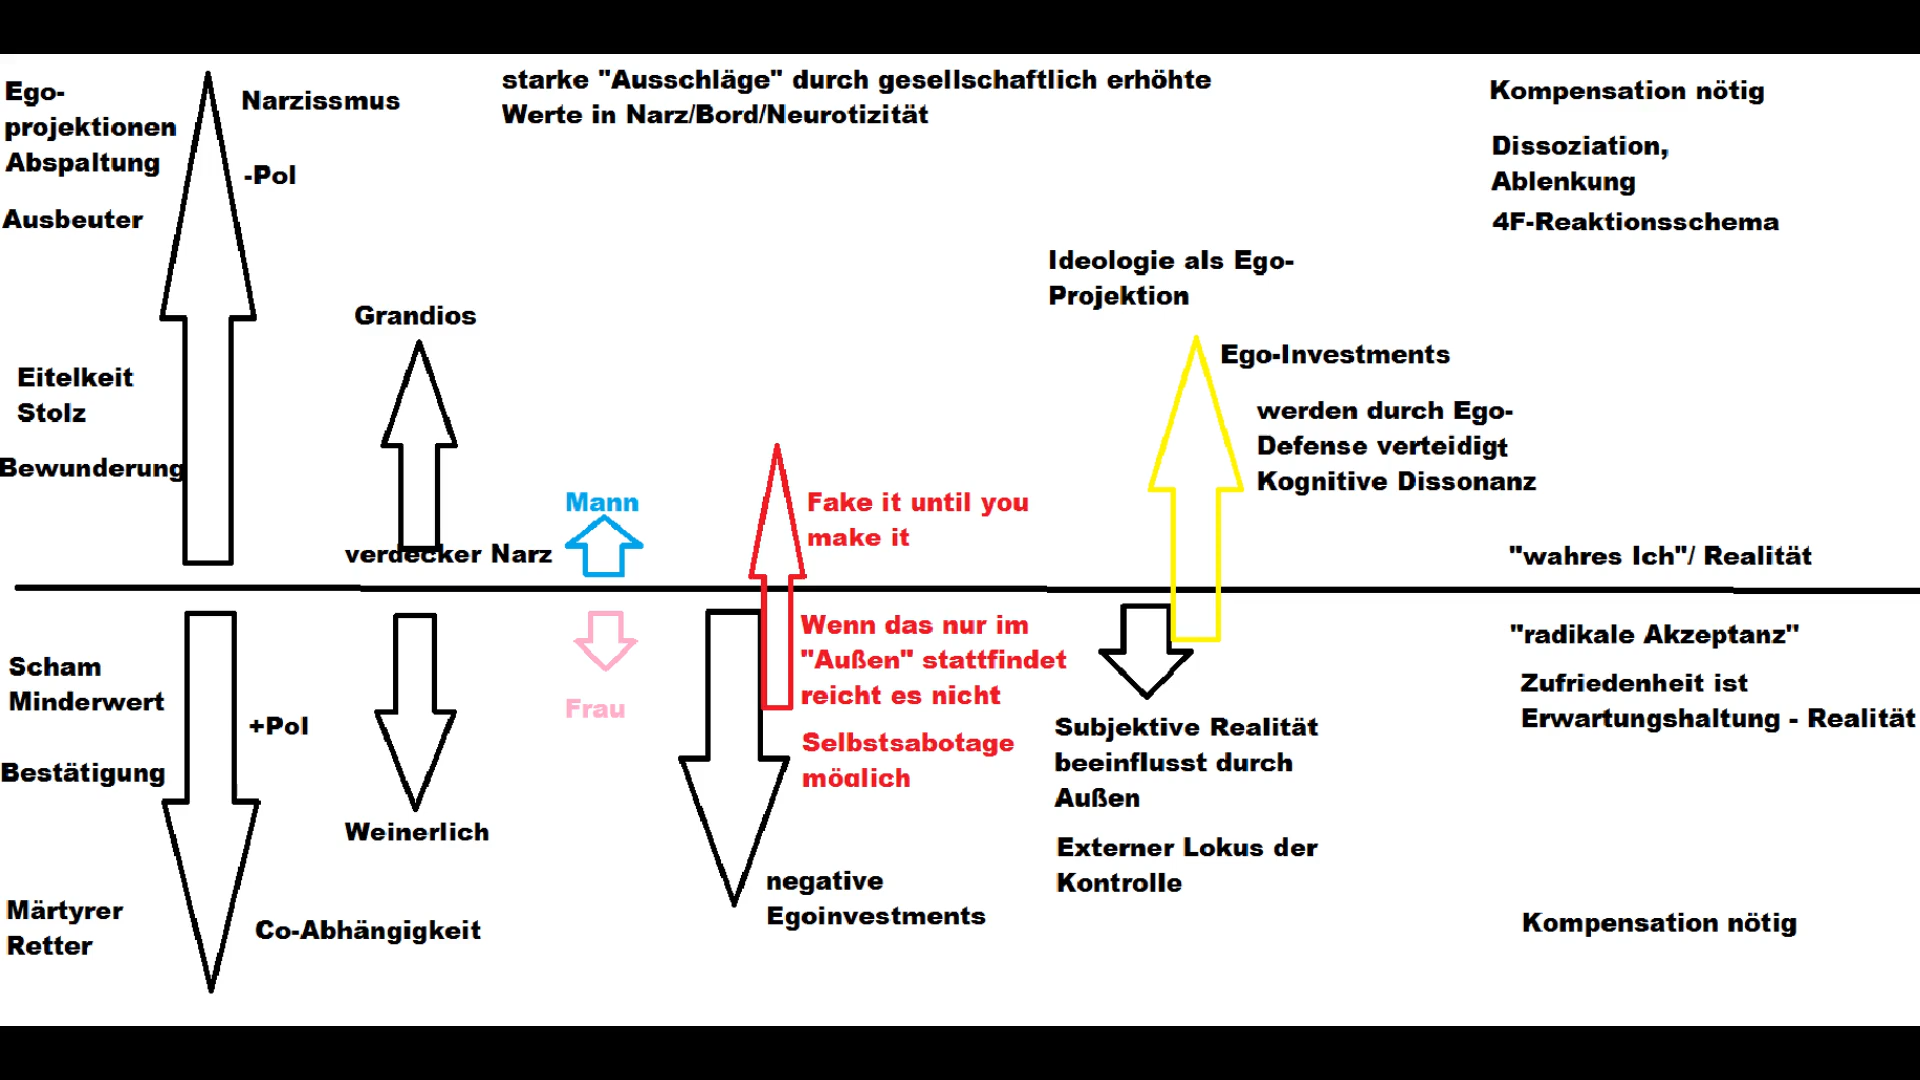 Ego-
projektionen
Abspaltung
Ausbeuter
Narzissmus
-Pol
starke "Ausschläge" durch gesellschaftlich erhöhte
Werte in Narz/Bord/Neurotizität
Kompensation nötig
Dissoziation,
Ablenkung
4F-Reaktionsschema
Ideologie als Ego-
Projektion
Grandios
Eitelkeit
Stolz
Bewunderung
Ego-Investments
werden durch Ego-
Defense verteidigt
Kognitive Dissonanz
Mann
Fake it until you
make it
verdecker Narz
"wahres Ich"/ Realität
Scham
Minderwert
+Pol
Bestätigung
Frau
Wenn das nur im
"Außen" stattfindet
reicht es nicht
Selbstsabotage
möglich
"radikale Akzeptanz"
Zufriedenheit ist
Erwartungshaltung - Realität
Subjektive Realität
beeinflusst durch
Außen
Externer Lokus der
Kontrolle
Weinerlich
negative
Egoinvestments
Märtyrer
Retter
Co-Abhängigkeit
Kompensation nötig